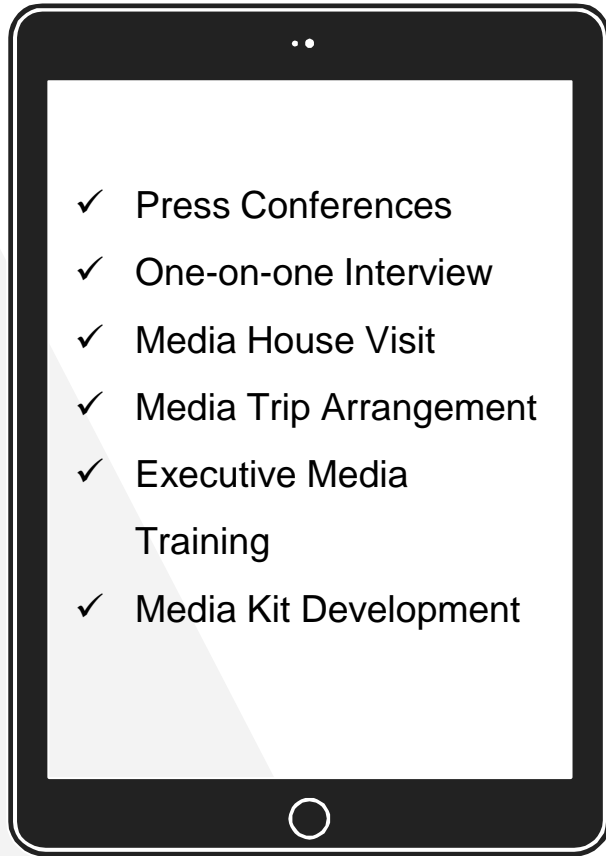 ✓ Press Conferences
✓ One-on-one Interview
✓ Media House Visit
✓ Media Trip Arrangement
✓ Executive Media
Training
✓ Media Kit Development